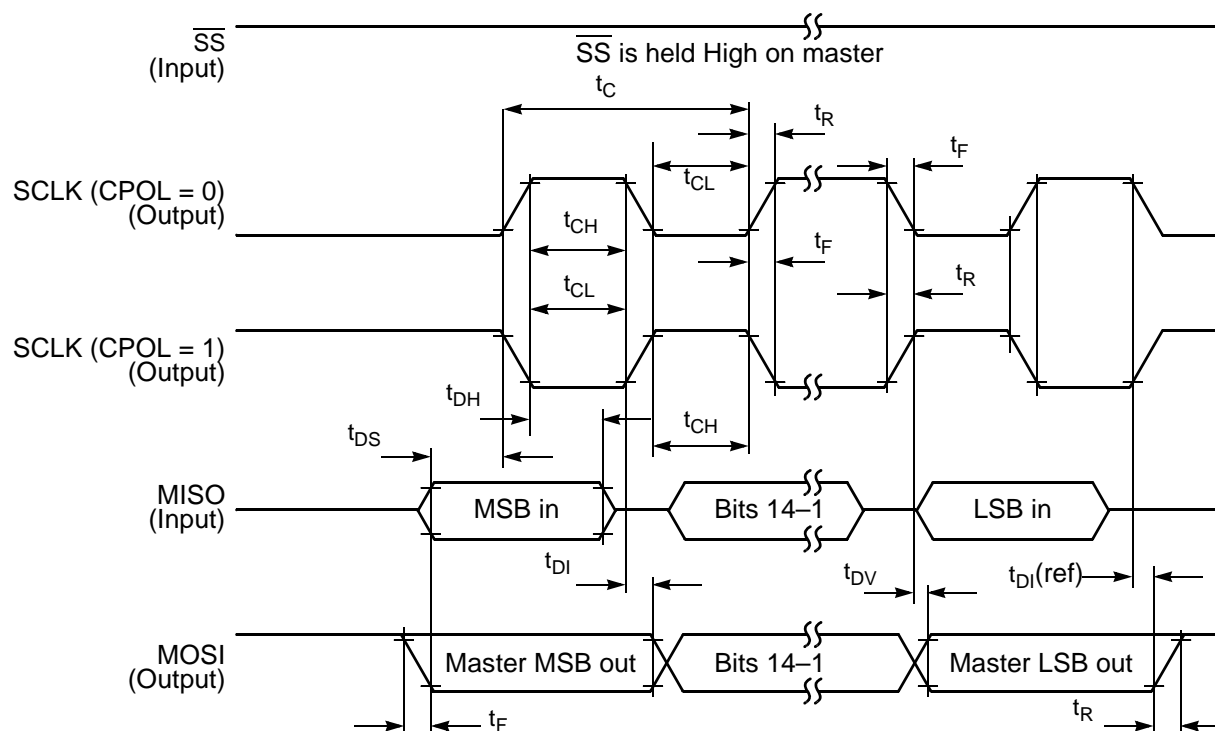 SS
(Input)
SS is held High on master
tC
tR
tF
SCLK (CPOL = 0)
(Output)
tCL
tCH
tF
tCL
tR
SCLK (CPOL = 1)
(Output)
tDH
tCH
tDS
MISO
(Input)
MSB in
Bits 14–1
LSB in
tDI
tDV
tDI(ref)
MOSI
(Output)
Master MSB out
Bits 14–1
Master LSB out
tF
tR